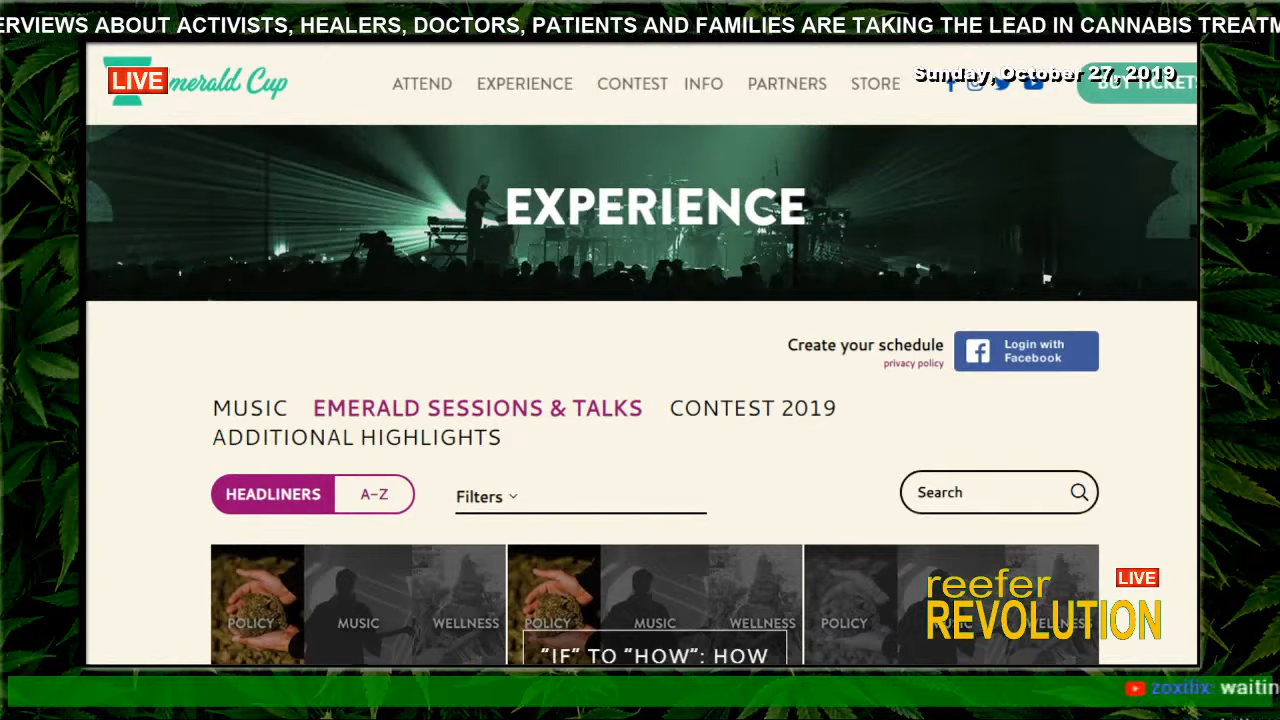 ERVIEWS ABOUT ACTIVISTS, HEALERS, DOCTORS, PATIENTS AND FAMILIES ARE TAKING THE LEAD IN CANNABIS TREATM
LIVE merald Cup
ATTEND EXPERIENCE CONTEST INFO PARTNERS STORE
Sunday, October 27, 2019
BUY TICKETS
EXPERIENCE
Create your schedule
privacy policy
Login with
Facebook
MUSIC EMERALD SESSIONS & TALKS CONTEST 2019
ADDITIONAL HIGHLIGHTS
HEADLINERS A-Z Filters Search
POLICY MUSIC WELLNESS POLICY MUSIC WELLNESS POLICY
"IF" TO "HOW": HOW
reefer LIVE
REVOLUTION
zoxilix: waitin